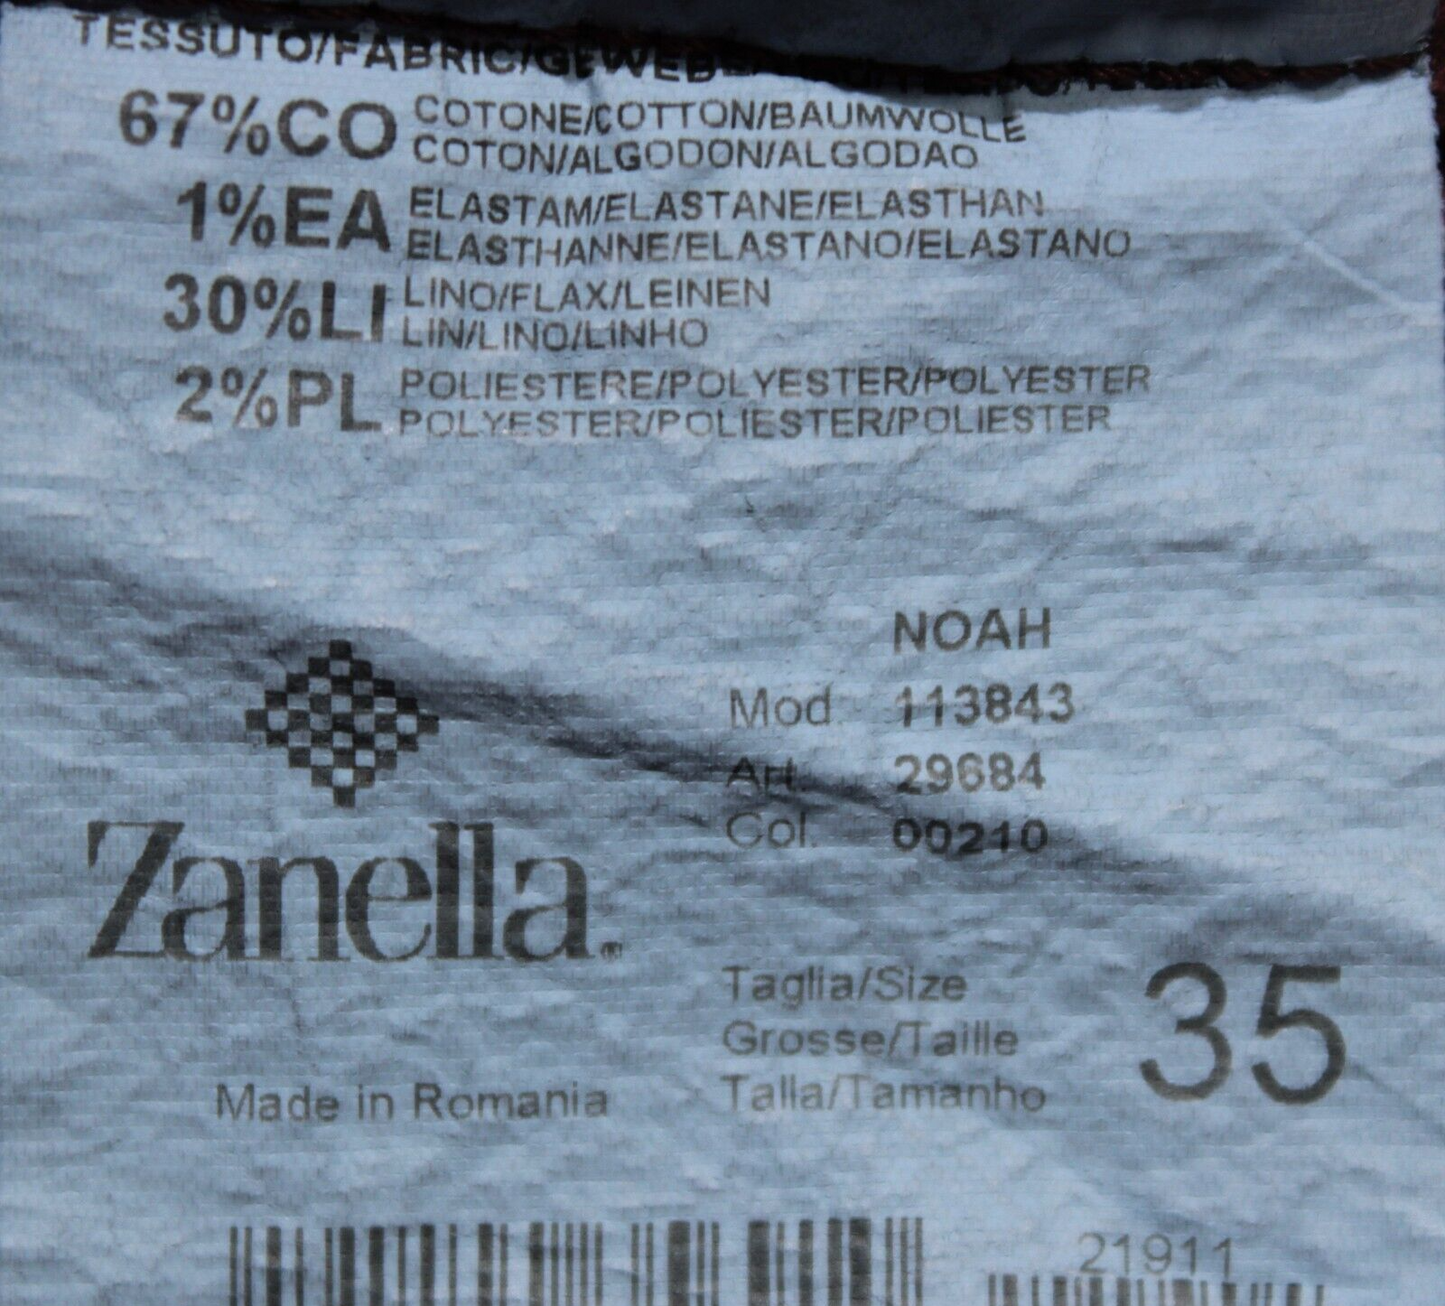 TESSUTO/FABRIC/GEWEBE
67%CO COTONE/COTTON/BAUMWOLLE
COTON/ALGODON/ALGODAO
1%EA ELASTAM/ELASTANE/ELASTHAN
ELASTHANNE/ELASTANO/ELASTANO
30%LI LINO/FLAX/LEINEN
LIN/LINO/LINHO
2%PL POLIESTERE/POLYESTER/POLYESTER
POLYESTER/POLIESTER/POLIESTER
NOAH
Mod. 113843
Art. 29684
Col. 00210
Zanella®
Taglia/Size
Grosse/Taille
Talla/Tamanho
35
Made in Romania
21911